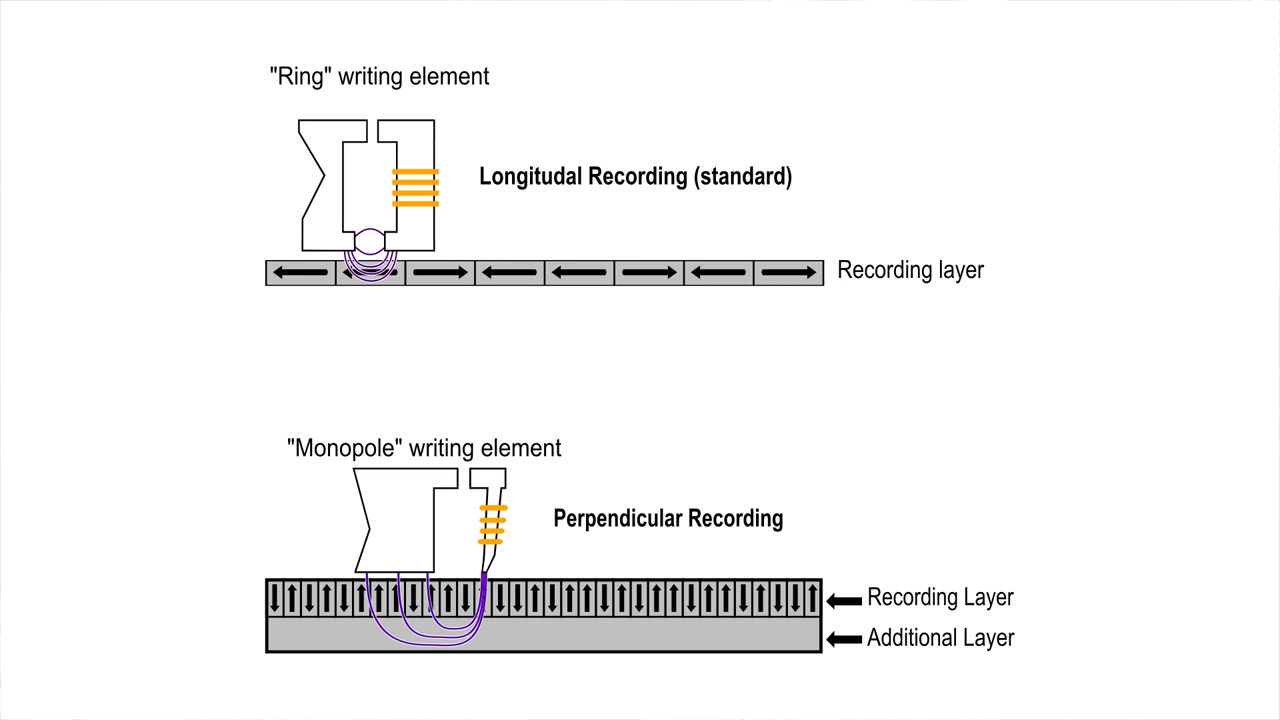 "Ring" writing element
Longitudal Recording (standard)
Recording layer
"Monopole" writing element
Perpendicular Recording
Recording Layer
Additional Layer